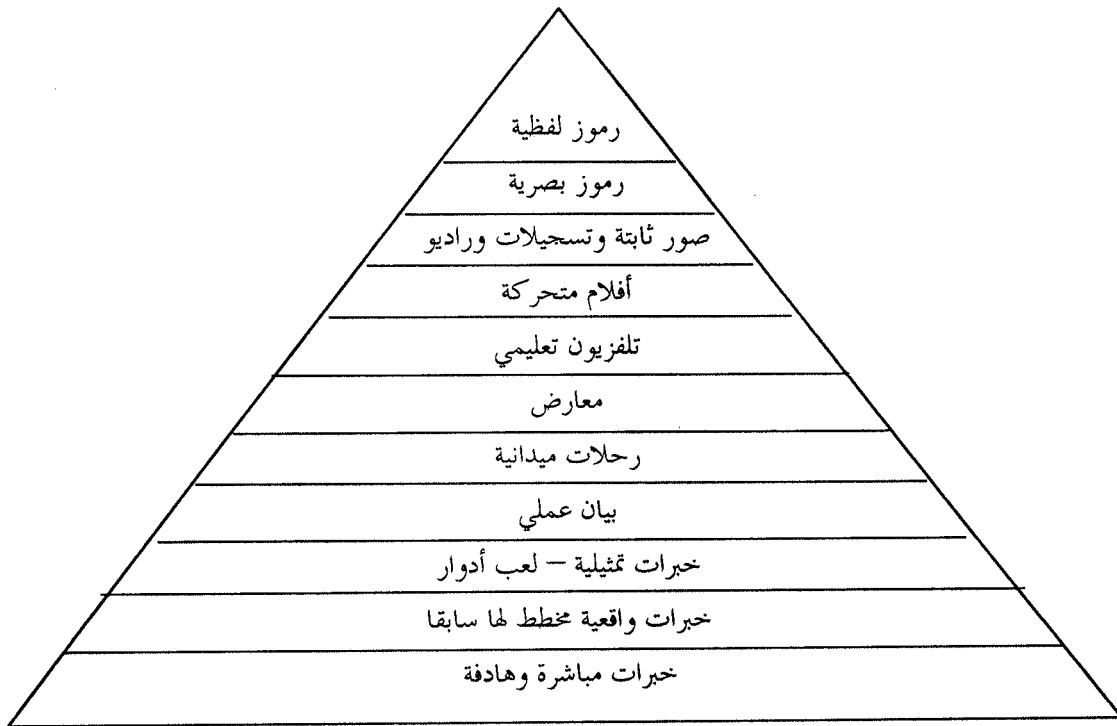 رموز لفظية
رموز بصرية
صور ثابتة وتسجيلات وراديو
أفلام متحركة
تلفزيون تعليمي
معارض
رحلات ميدانية
بيان عملي
خبرات تمثيلية – لعب أدوار
خبرات واقعية مخطط لها سابقا
خبرات مباشرة وهادفة